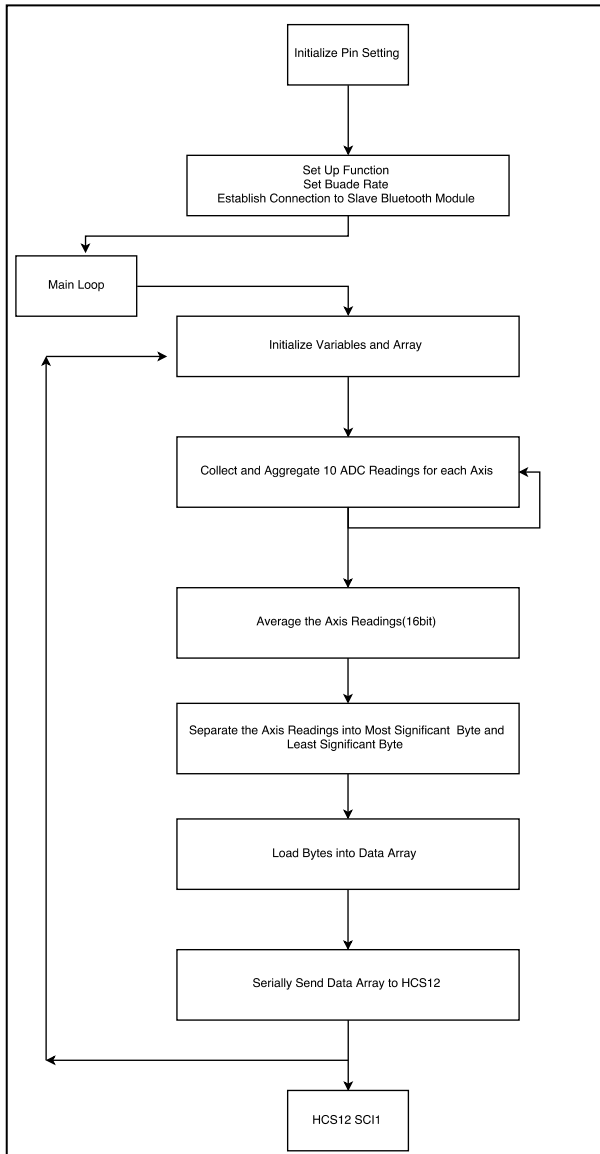 Initialize Pin Setting
Set Up Function
Set Buade Rate
Establish Connection to Slave Bluetooth Module
Main Loop
Initialize Variables and Array
Collect and Aggregate 10 ADC Readings for each Axis
Average the Axis Readings(16bit)
Separate the Axis Readings into Most Significant  Byte and
Least Significant Byte
Load Bytes into Data Array
Serially Send Data Array to HCS12
HCS12 SCI1